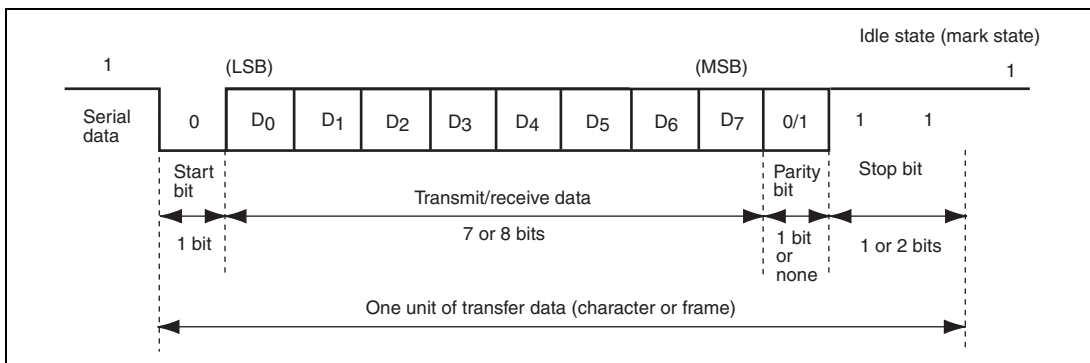 Idle state (mark state)
1 (LSB) (MSB) 1
Serial data 0 D0 D1 D2 D3 D4 D5 D6 D7 0/1 1 1
Start bit
Transmit/receive data
Parity bit
Stop bit
1 bit
7 or 8 bits
1 bit or none
1 or 2 bits
One unit of transfer data (character or frame)